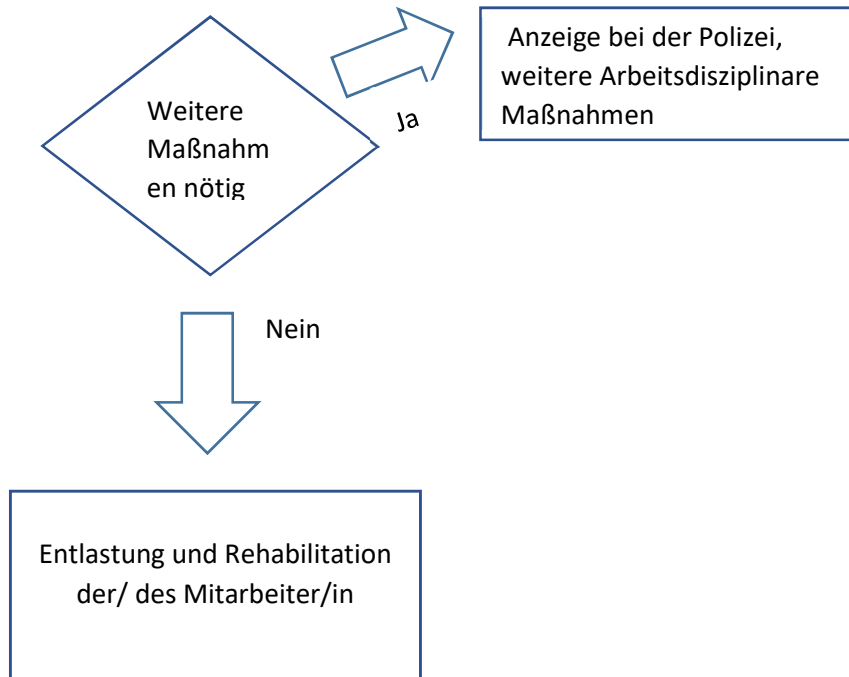 Weitere
Maßnahm
en nötig
Ja
Anzeige bei der Polizei,
weitere Arbeitsdisziplinare
Maßnahmen
Nein
Entlastung und Rehabilitation
der/ des Mitarbeiter/in